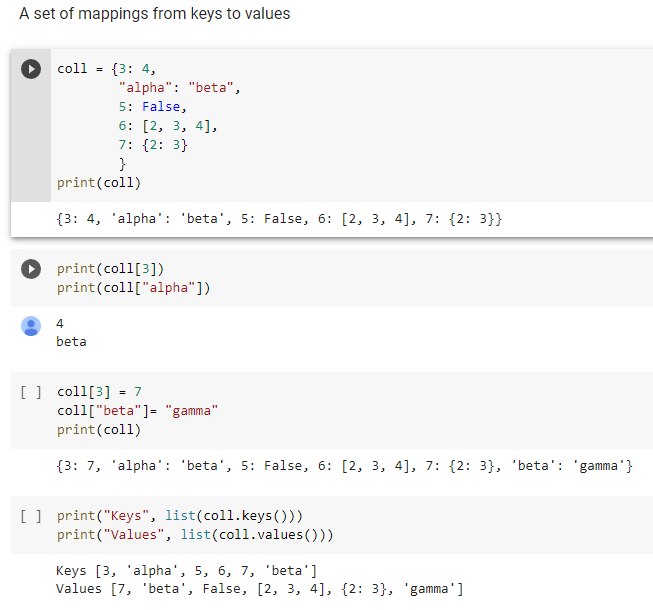 A set of mappings from keys to values
coll = {3: 4,
"alpha": "beta",
5: False,
6: [2, 3, 4],
7: {2: 3}
}
print(coll)
{3: 4, 'alpha': 'beta', 5: False, 6: [2, 3, 4], 7: {2: 3}}
print(coll[3])
print(coll["alpha"])
4
beta
[ ] coll[3] = 7
coll["beta"]= "gamma"
print(coll)
{3: 7, 'alpha': 'beta', 5: False, 6: [2, 3, 4], 7: {2: 3}, 'beta': 'gamma'}
[ ] print("Keys", list(coll.keys()))
print("Values", list(coll.values()))
Keys [3, 'alpha', 5, 6, 7, 'beta']
Values [7, 'beta', False, [2, 3, 4], {2: 3}, 'gamma']